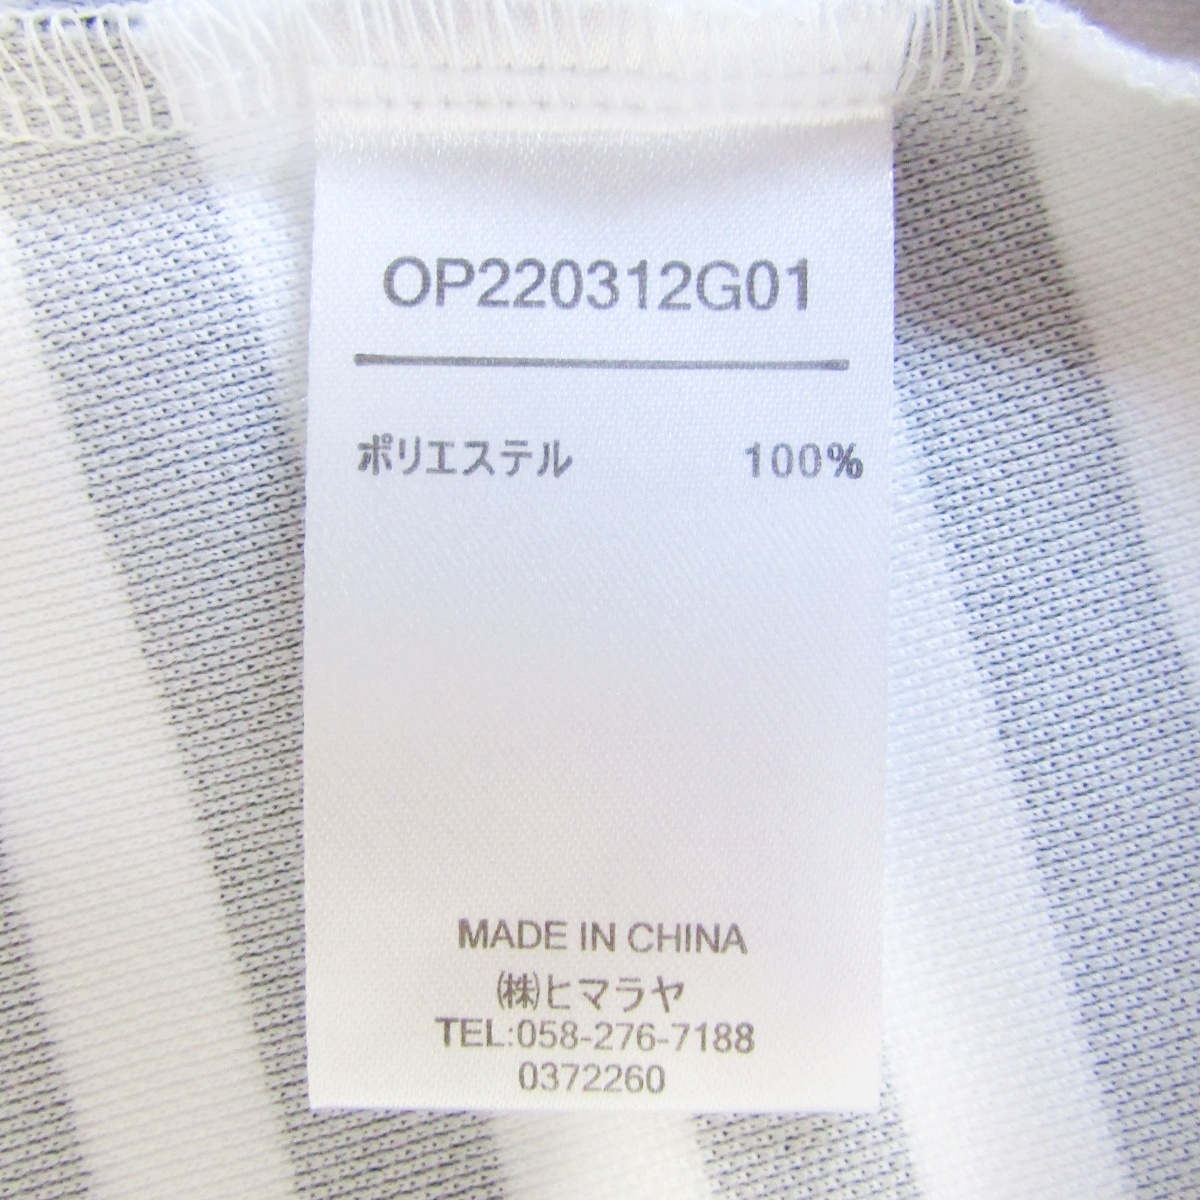 OP220312G01
ポリエステル 100%
MADE IN CHINA
㈱ヒマラヤ
TEL:058-276-7188
0372260